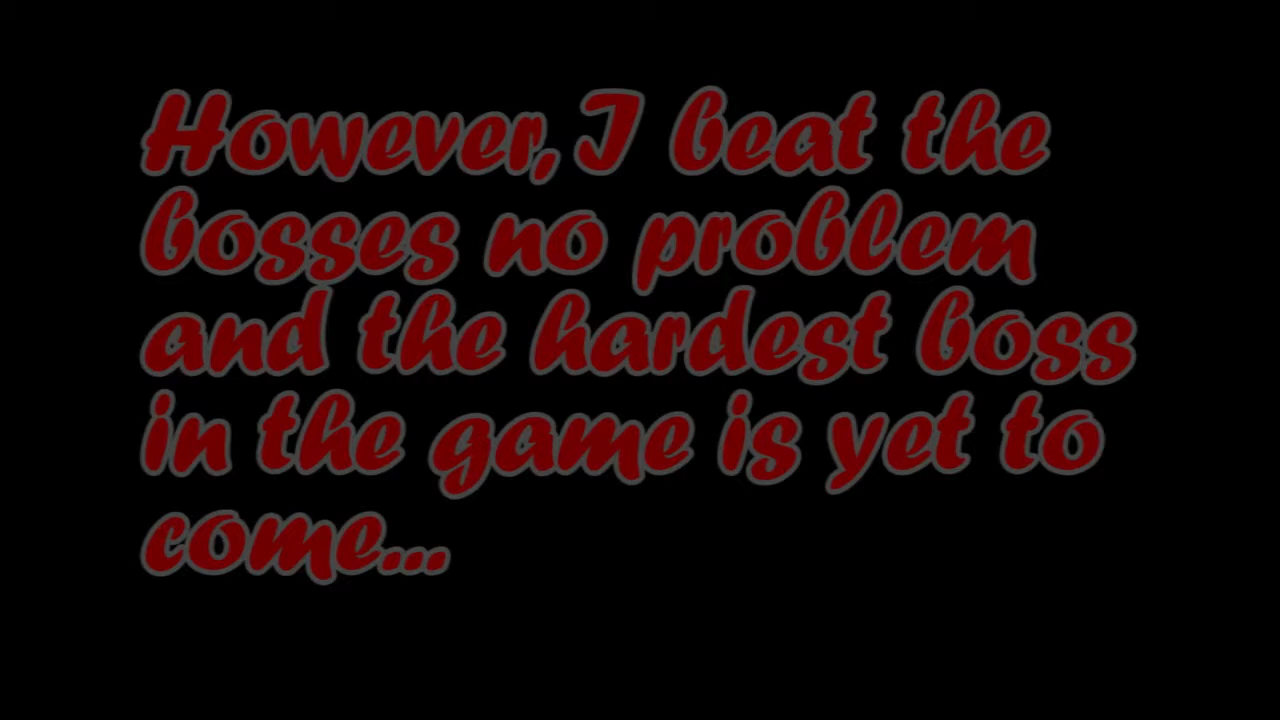 However, I beat the
bosses no problem
and the hardest boss
in the game is yet to
come...